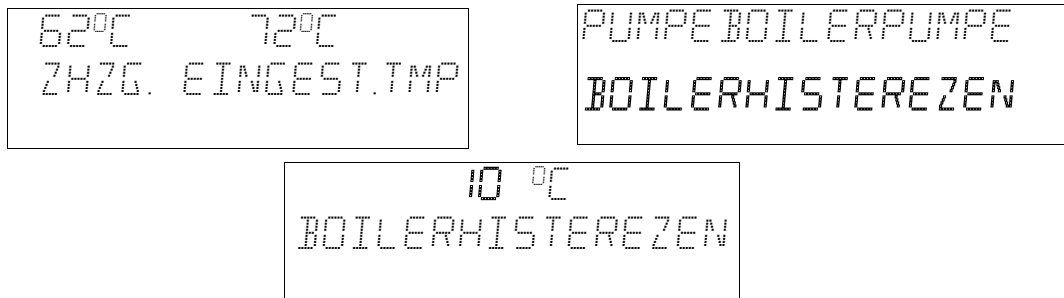 62°C 72°C
ZHZG. EINGEST.TMP
PUMPE BOILERPUMPE
BOILERHISTEREZEN
10 °C
BOILERHISTEREZEN